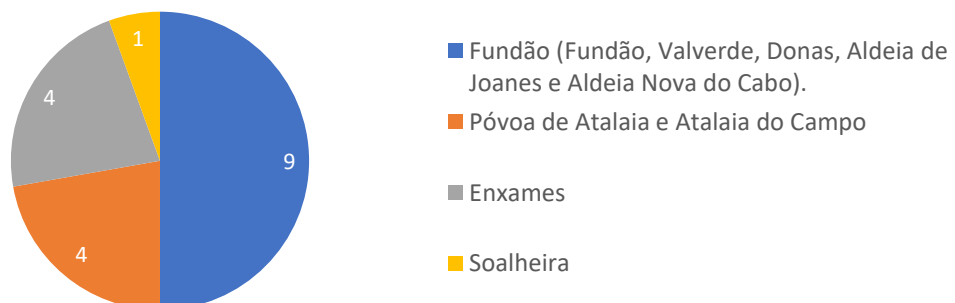 1
4
9
4
Fundão (Fundão, Valverde, Donas, Aldeia de
Joanes e Aldeia Nova do Cabo).
Póvoa de Atalaia e Atalaia do Campo
Enxames
Soalheira